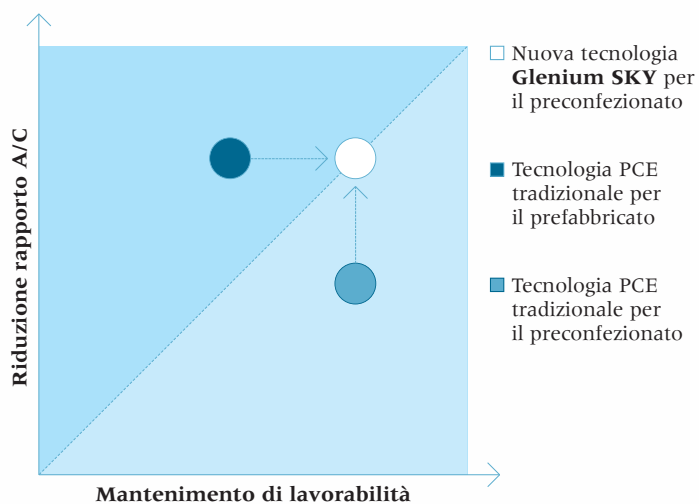 Riduzione rapporto A/C
Mantenimento di lavorabilità
Nuova tecnologia
Glenium SKY per
il preconfezionato
Tecnologia PCE
tradizionale per
il prefabbricato
Tecnologia PCE
tradizionale per
il preconfezionato